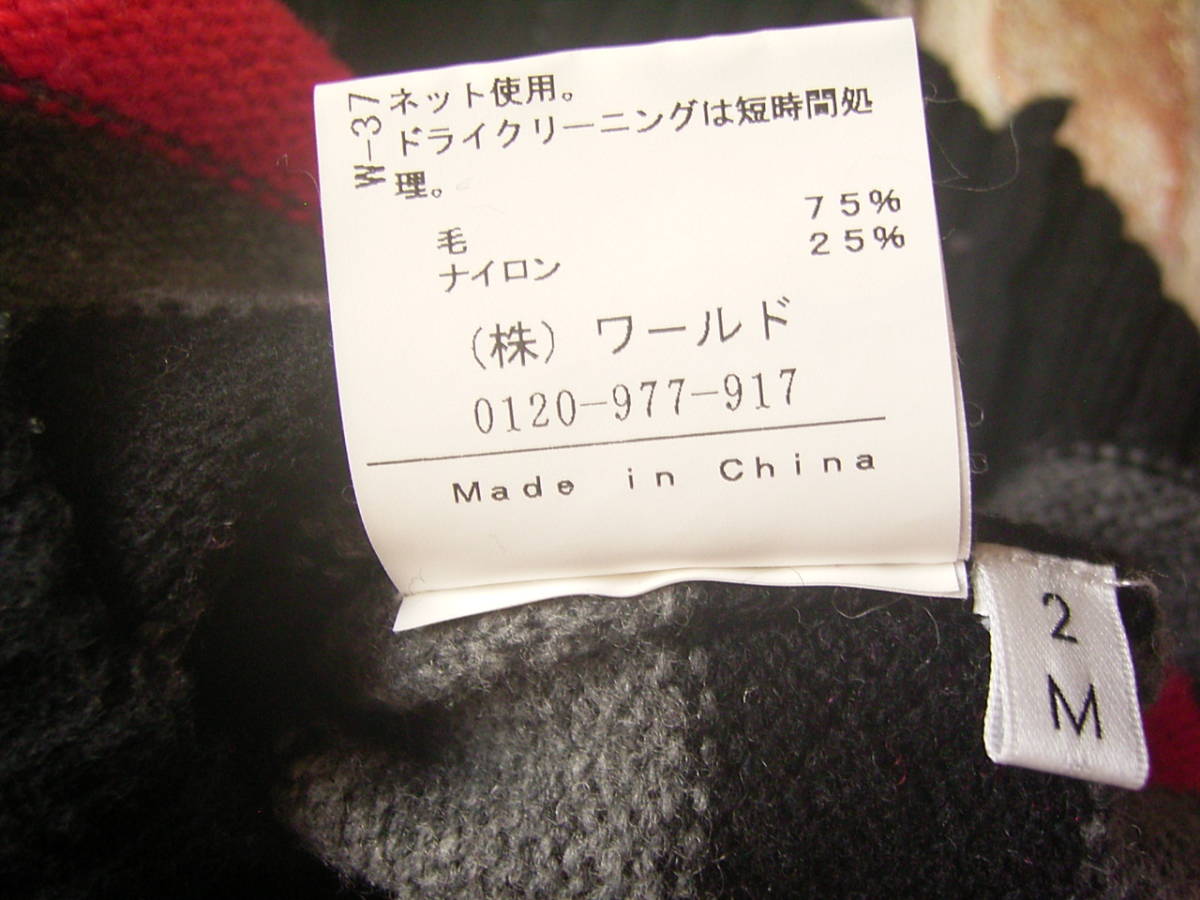 W-37
ネット使用。
ドライクリーニングは短時間処
理。
毛 75%
ナイロン 25%
(株) ワールド
0120-977-917
Made in China
2
M